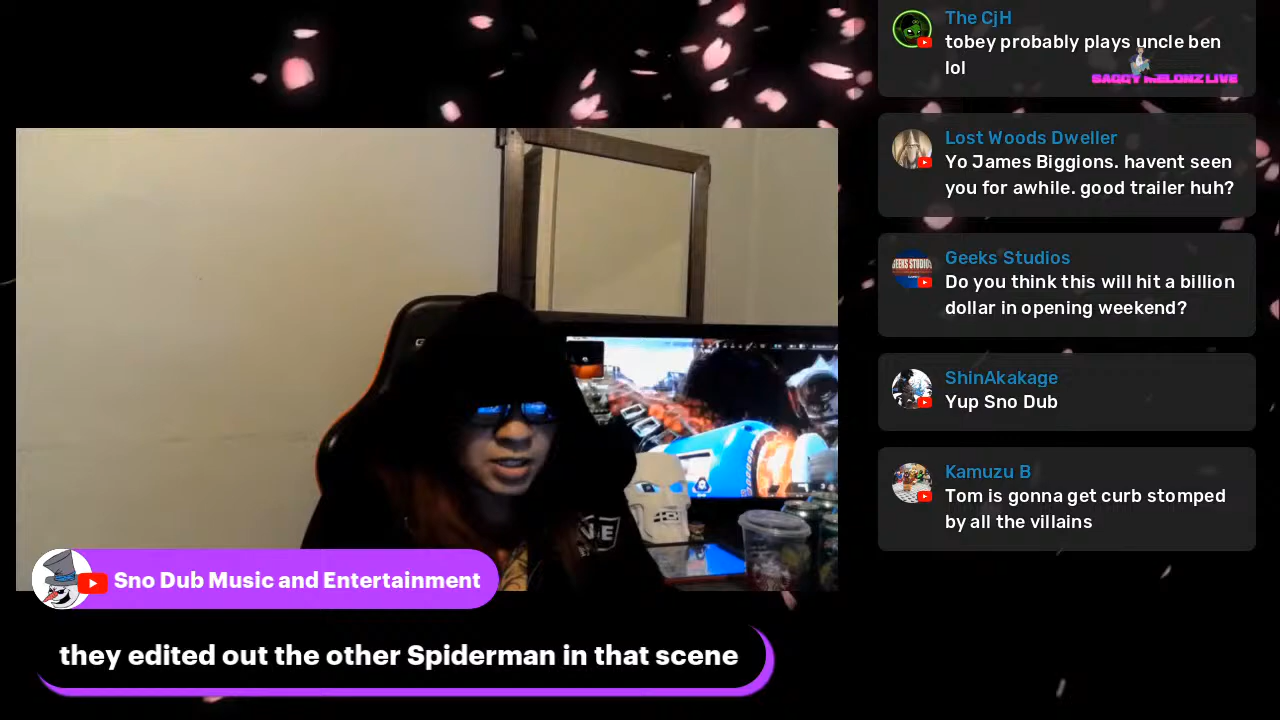 The CjH
tobey probably plays uncle ben
lol
SAGGY MELONZ LIVE
Lost Woods Dweller
Yo James Biggions. havent seen
you for awhile. good trailer huh?
Geeks Studios
Do you think this will hit a billion
dollar in opening weekend?
ShinAkakage
Yup Sno Dub
Kamuzu B
Tom is gonna get curb stomped
by all the villains
Sno Dub Music and Entertainment
they edited out the other Spiderman in that scene